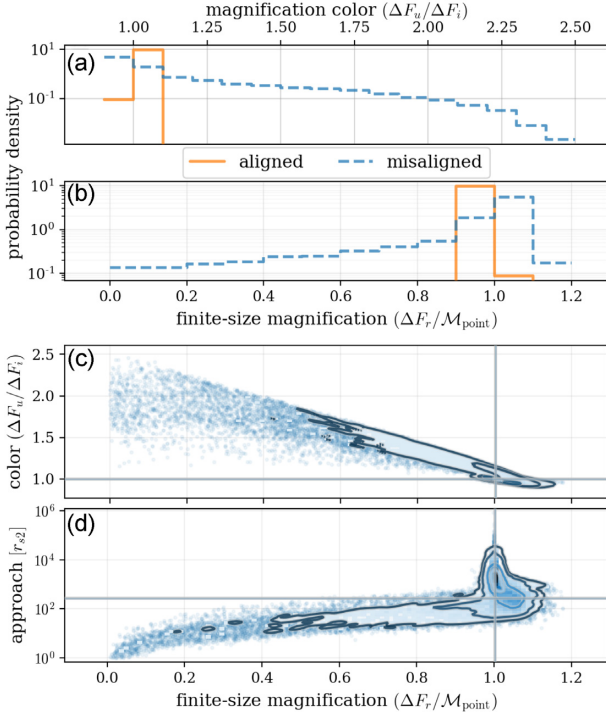 magnification color (ΔF_u/ΔF_i)
1.00 1.25 1.50 1.75 2.00 2.25 2.50
(a)
10^1
10^-1
probability density
aligned misaligned
(b)
10^1
10^0
10^-1
0.0 0.2 0.4 0.6 0.8 1.0 1.2
finite-size magnification (ΔF_r/M_point)
(c)
color (ΔF_u/ΔF_i)
2.5
2.0
1.5
1.0
(d)
approach [r_s2]
10^6
10^4
10^2
10^0
0.0 0.2 0.4 0.6 0.8 1.0 1.2
finite-size magnification (ΔF_r/M_point)